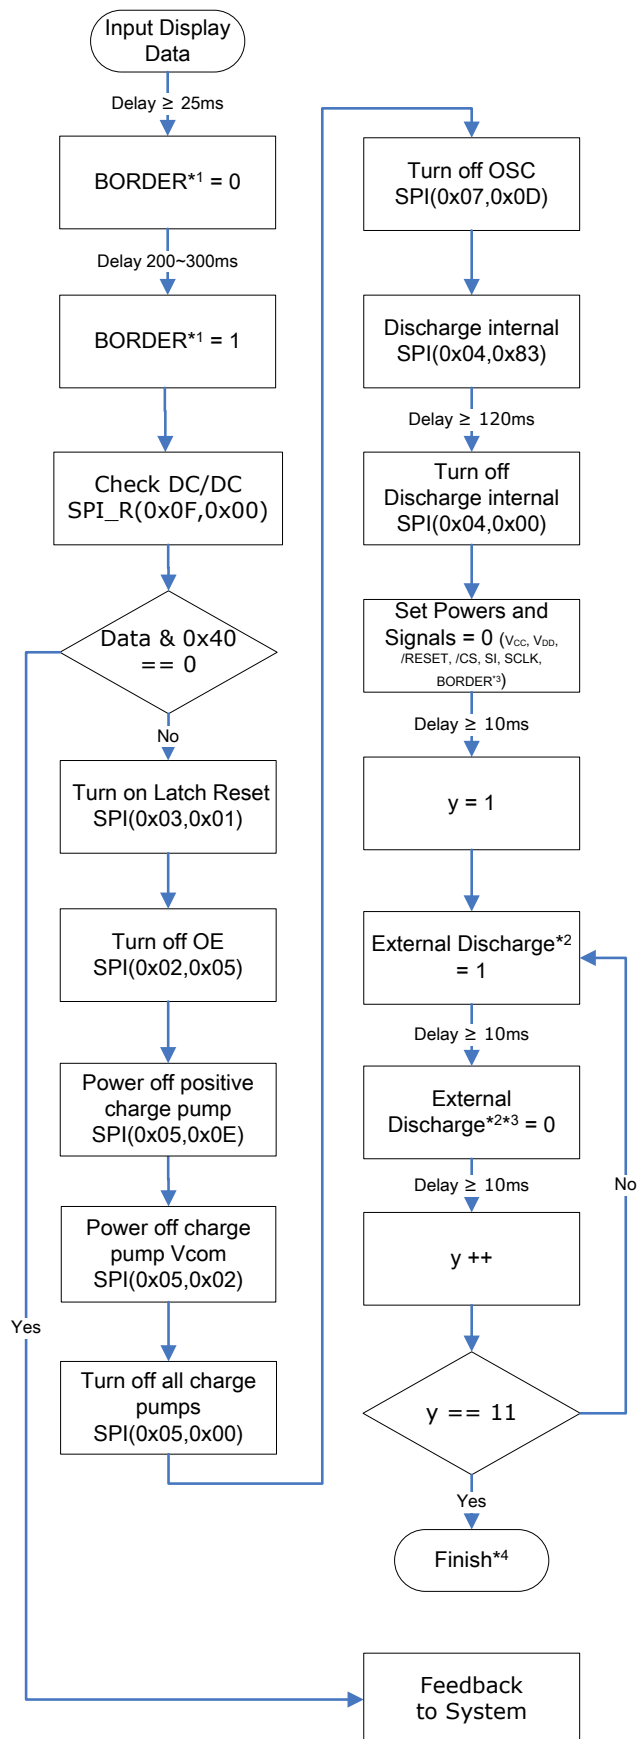 Input Display
Data
Delay ≥ 25ms
BORDER*1 = 0
Delay 200~300ms
BORDER*1 = 1
Check DC/DC
SPI_R(0x0F,0x00)
Data & 0x40
== 0
No
Turn on Latch Reset
SPI(0x03,0x01)
Turn off OE
SPI(0x02,0x05)
Power off positive
charge pump
SPI(0x05,0x0E)
Power off charge
pump Vcom
SPI(0x05,0x02)
Yes
Turn off all charge
pumps
SPI(0x05,0x00)
Turn off OSC
SPI(0x07,0x0D)
Discharge internal
SPI(0x04,0x83)
Delay ≥ 120ms
Turn off
Discharge internal
SPI(0x04,0x00)
Set Powers and
Signals = 0 (VCC, VDD,
/RESET, /CS, SI, SCLK,
BORDER*3)
Delay ≥ 10ms
y = 1
External Discharge*2
= 1
Delay ≥ 10ms
External
Discharge*2*3 = 0
Delay ≥ 10ms
No
y ++
y == 11
Yes
Finish*4
Feedback
to System